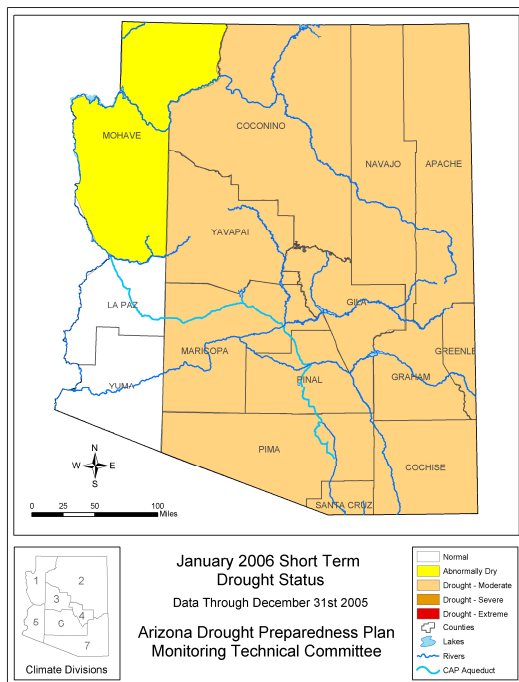 COCONINO
MOHAVE
NAVAJO
APACHE
YAVAPAI
LA PAZ
GILA
MARICOPA
GREENLE
YUMA
PINAL
GRAHAM
PIMA
COCHISE
SANTA CRUZ
N
W E
S
0 25 50 100
Miles
1
2
3
4
5
6
7
Climate Divisions
January 2006 Short Term
Drought Status
Data Through December 31st 2005
Arizona Drought Preparedness Plan
Monitoring Technical Committee
Normal
Abnormally Dry
Drought - Moderate
Drought - Severe
Drought - Extreme
Counties
Lakes
Rivers
CAP Aqueduct